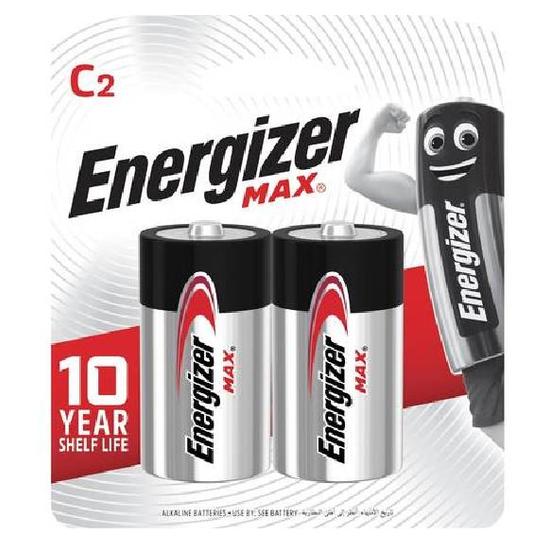 C2
Energizer
MAX®
Energizer
Energizer
MAX®
Energizer
MAX®
10
YEAR
SHELF LIFE
ALKALINE BATTERIES • USE BY: SEE BATTERY •